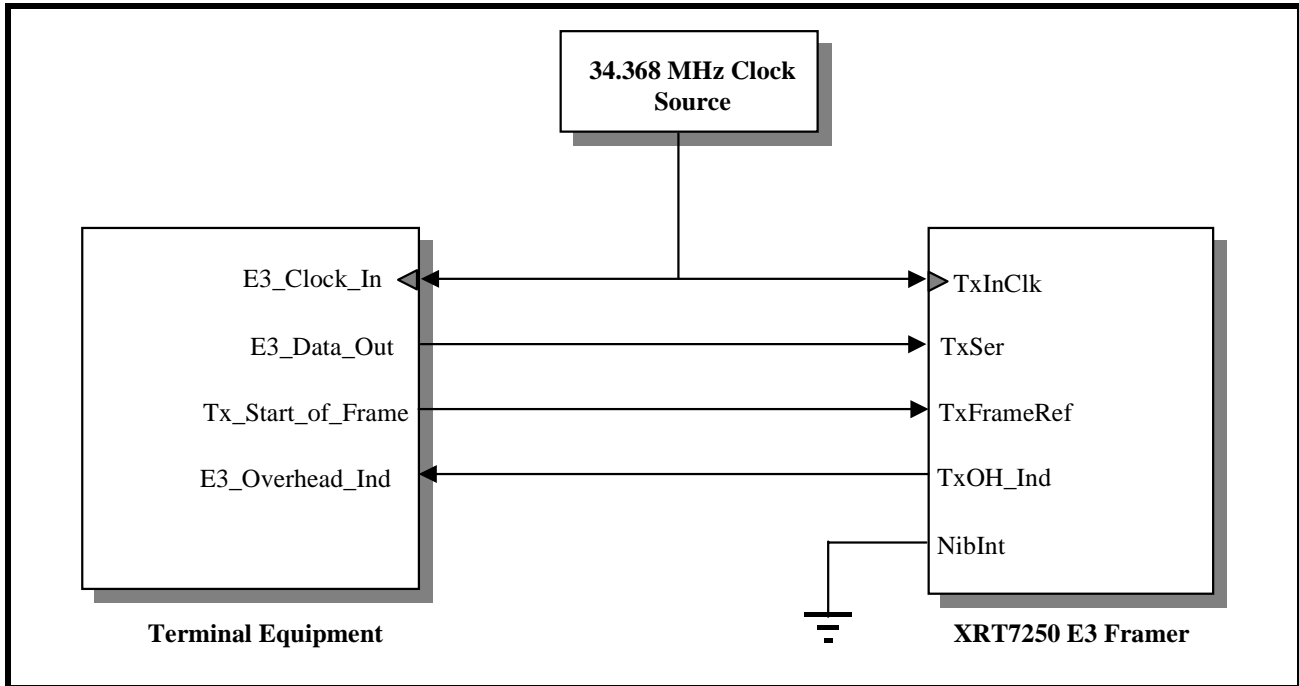 34.368 MHz Clock
Source
E3_Clock_In
TxInClk
E3_Data_Out
TxSer
Tx_Start_of_Frame
TxFrameRef
E3_Overhead_Ind
TxOH_Ind
NibInt
Terminal Equipment
XRT7250 E3 Framer